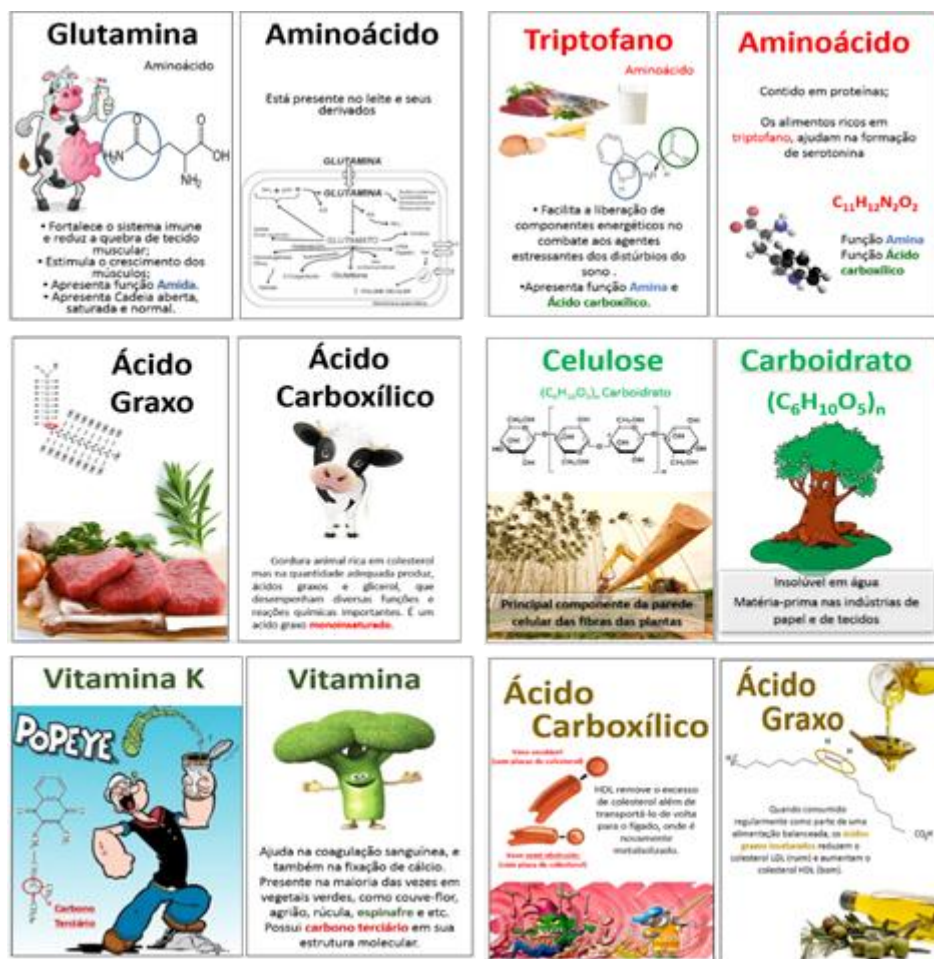 Glutamina
Aminoácido
O
O
H₂N
OH
NH₂
• Fortalece o sistema imune
e reduz a quebra de tecido
muscular;
• Estimula o crescimento dos
músculos;
• Apresenta função Amida.
• Apresenta Cadeia aberta,
saturada e normal.
Aminoácido
Está presente no leite e seus
derivados
GLUTAMINA
GLUTAMINA
GLUTAMATO
Triptofano
Aminoácido
• Facilita a liberação de
componentes energéticos no
combate aos agentes
estressantes dos distúrbios do
sono .
•Apresenta função Amina e
Ácido carboxílico.
Aminoácido
Contido em proteínas;
Os alimentos ricos em
triptofano, ajudam na formação
de serotonina
C₁₁H₁₂N₂O₂
Função Amina
Função Ácido
carboxílico
Ácido
Graxo
Ácido
Carboxílico
Gordura animal rica em colesterol
mas na quantidade adequada produz,
ácidos graxos e glicerol, que
desempenham diversas funções e
reações químicas importantes. É um
acido graxo monoinsaturado.
Celulose
(C₆H₁₀O₅)ₙ Carboidrato
Principal componente da parede
celular das fibras das plantas
Carboidrato
(C₆H₁₀O₅)ₙ
Insolúvel em água
Matéria-prima nas indústrias de
papel e de tecidos
Vitamina K
POPEYE
Carbono
Terciário
Vitamina
Ajuda na coagulação sanguínea, e
também na fixação de cálcio.
Presente na maioria das vezes em
vegetais verdes, como couve-flor,
agrião, rúcula, espinafre e etc.
Possui carbono terciário em sua
estrutura molecular.
Ácido
Carboxílico
HDL remove o excesso
de colesterol além de
transportá-lo de volta
para o fígado, onde é
novamente
metabolizado.
Ácido
Graxo
H
H
CO₂H
Quando consumido
regularmente como parte de uma
alimentação balanceada, os ácidos
graxos insaturados reduzem o
colesterol LDL (ruim) e aumentam o
colesterol HDL (bom).